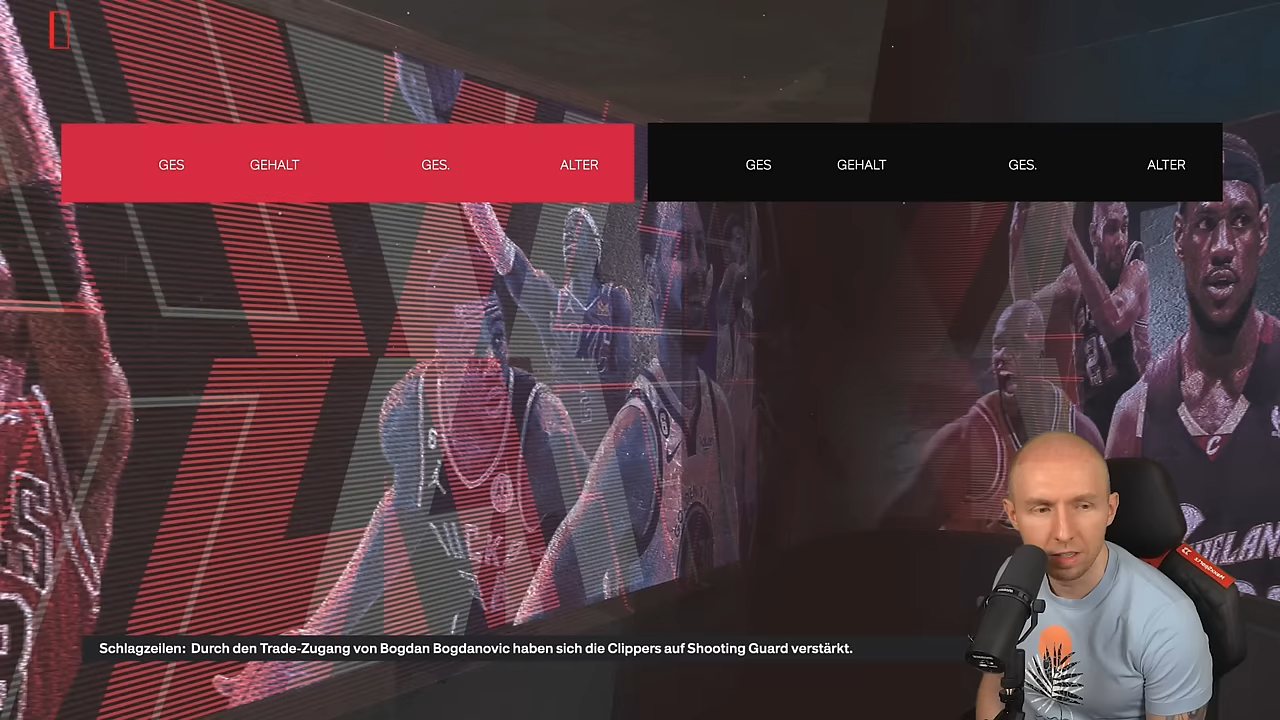 GES GEHALT GES. ALTER
GES GEHALT GES. ALTER
Schlagzeilen: Durch den Trade-Zugang von Bogdan Bogdanovic haben sich die Clippers auf Shooting Guard verstärkt.